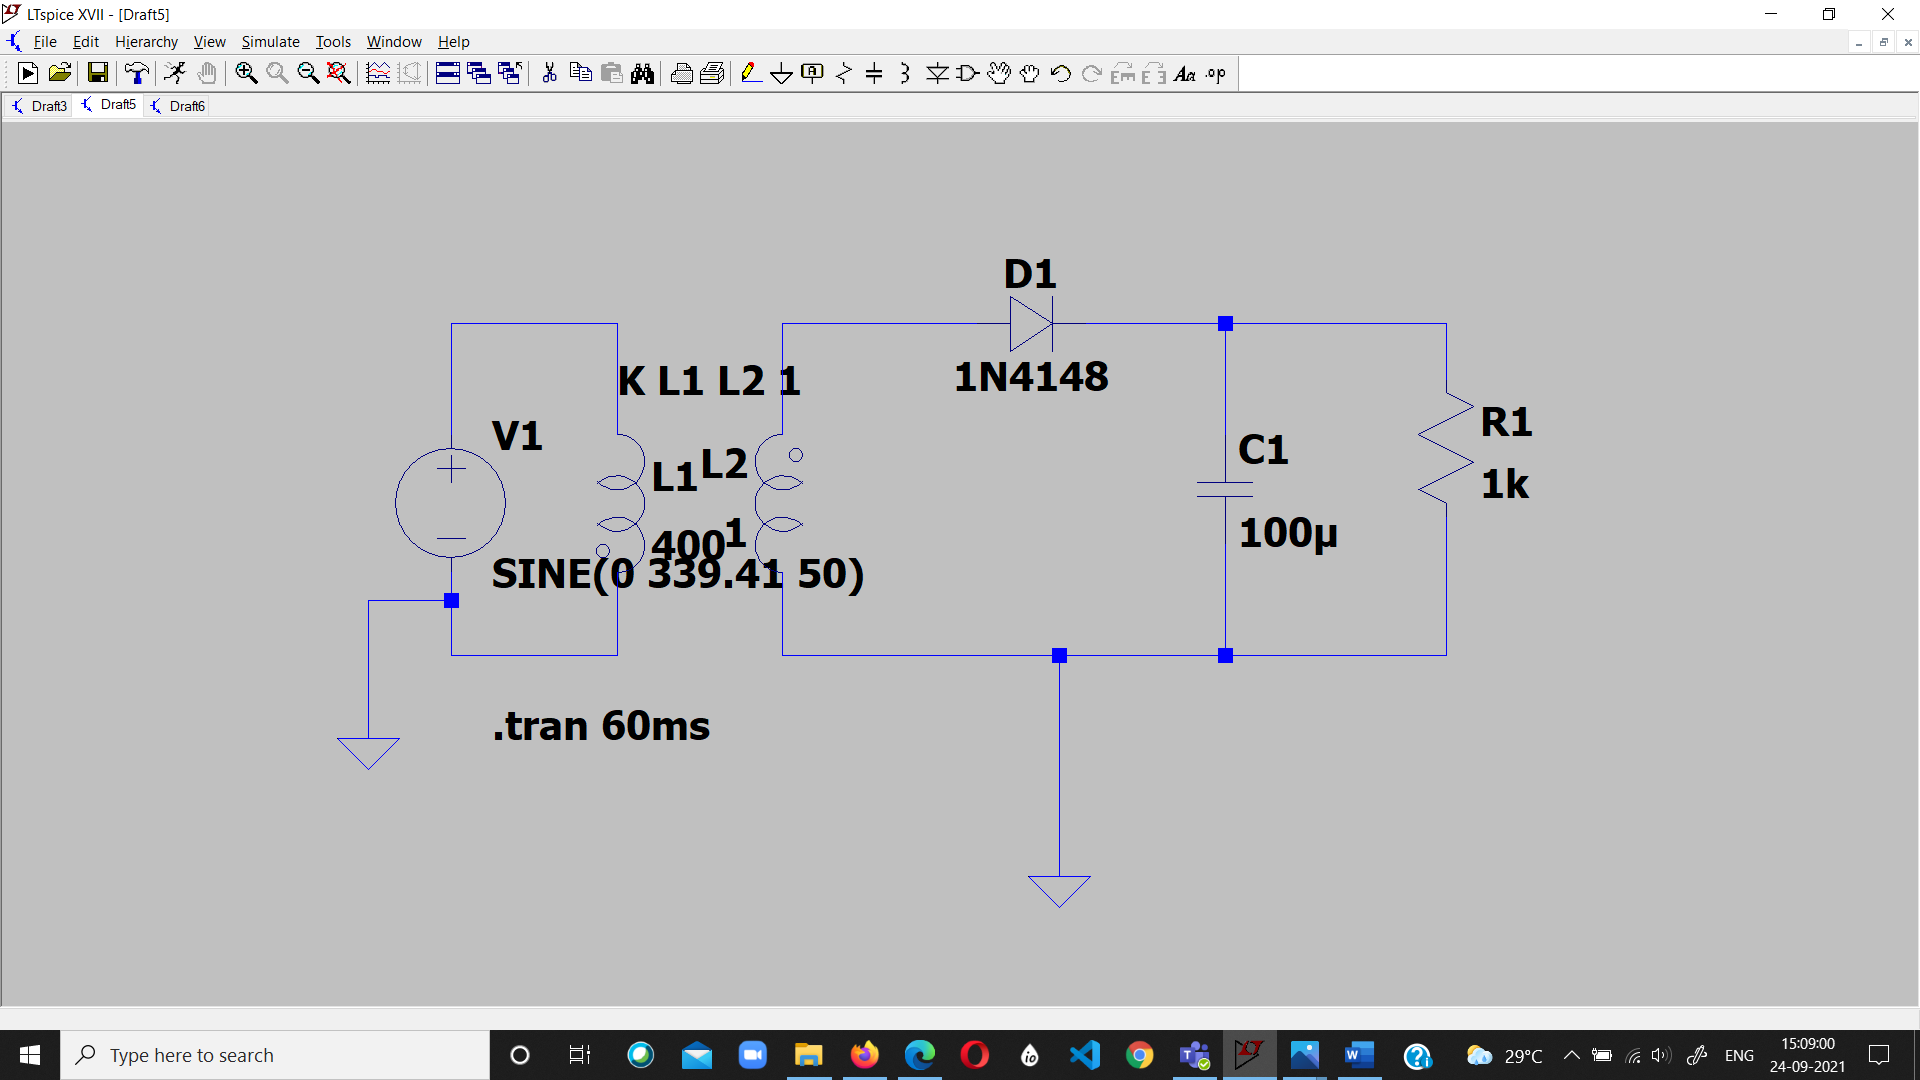 LTspice XVII - [Draft5]
File Edit Hierarchy View Simulate Tools Window Help
Draft3 Draft5 Draft6
D1
1N4148
K L1 L2 1
V1
L1
L2
400
1
SINE(0 339.41 50)
C1
100µ
R1
1k
.tran 60ms
Type here to search
29°C
ENG
15:09:00
24-09-2021